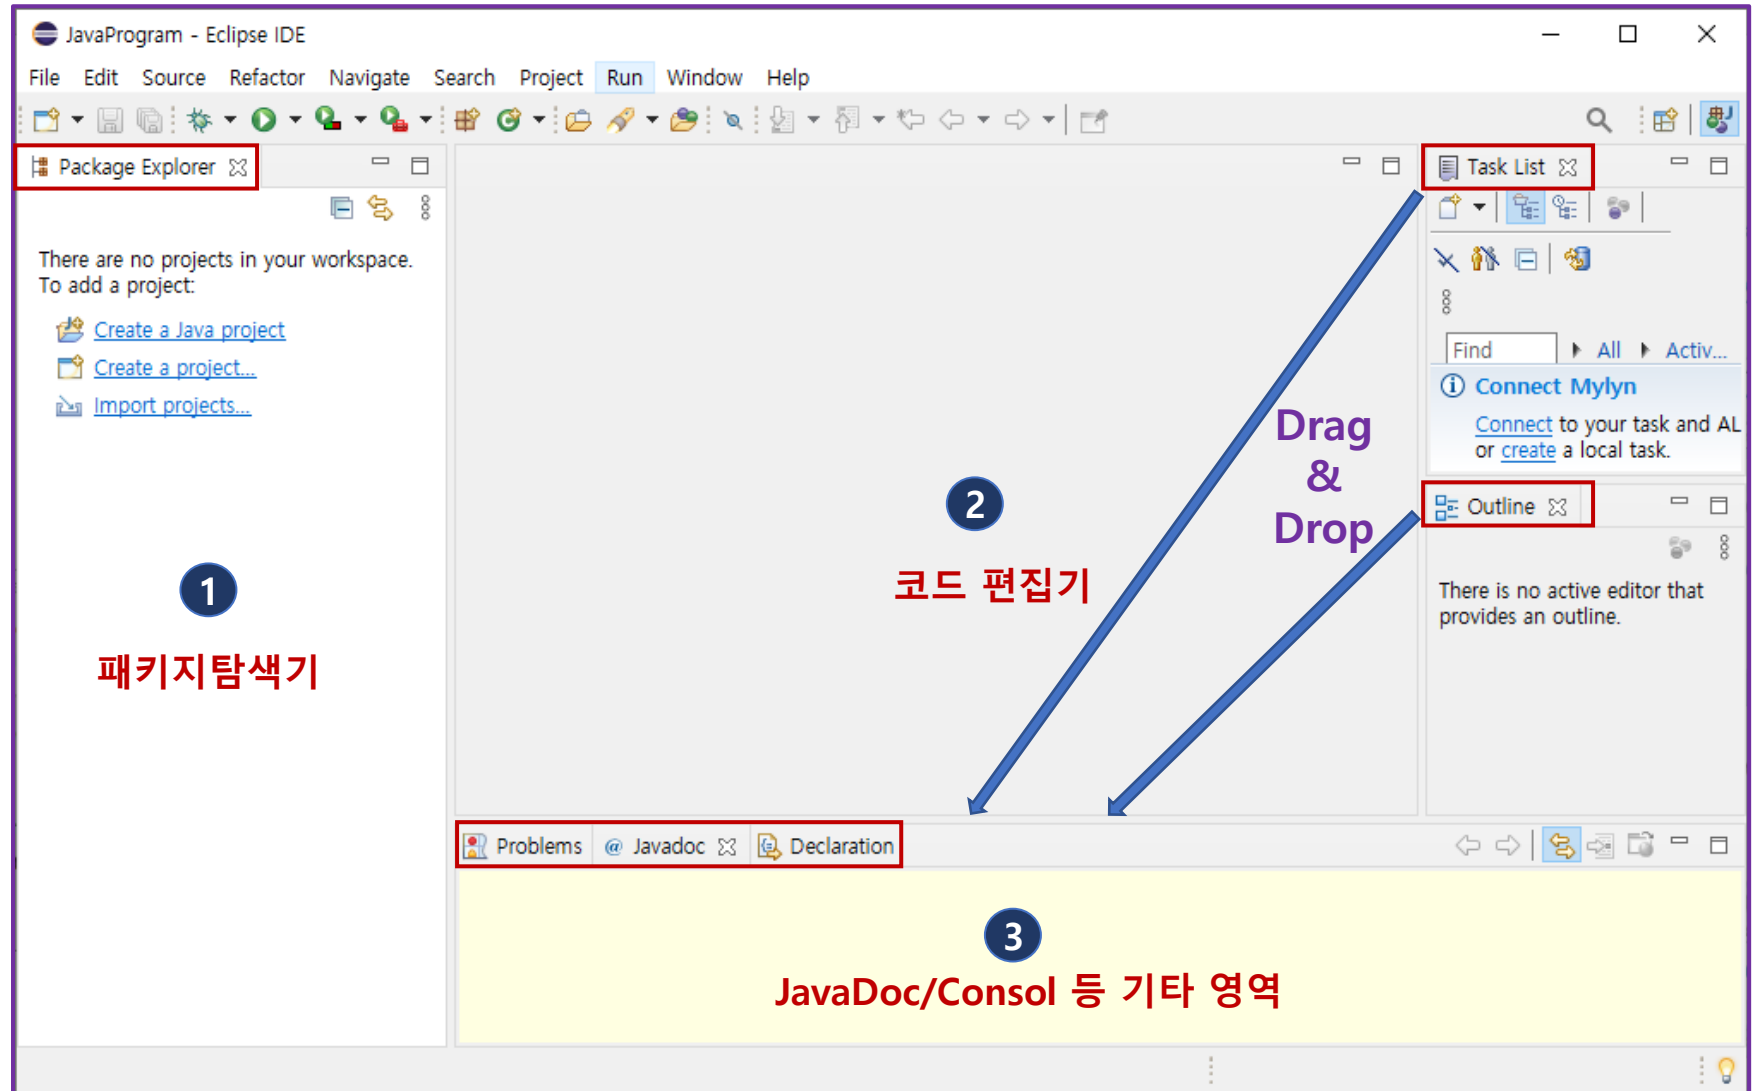 JavaProgram - Eclipse IDE
File Edit Source Refactor Navigate Search Project Run Window Help
Package Explorer
There are no projects in your workspace.
To add a project:
Create a Java project
Create a project...
Import projects...
1
패키지탐색기
2
코드 편집기
Drag
&
Drop
Task List
Find All Activ...
Connect Mylyn
Connect to your task and AL
or create a local task.
Outline
There is no active editor that
provides an outline.
Problems @ Javadoc Declaration
3
JavaDoc/Consol 등 기타 영역